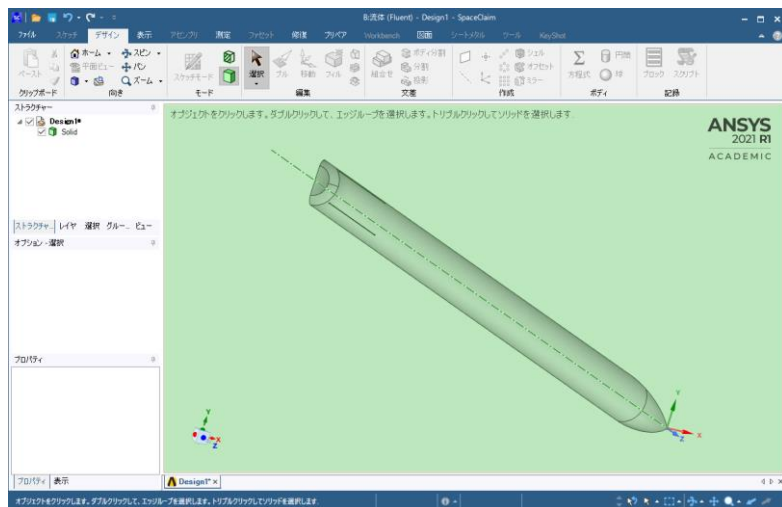 B:流体 (Fluent) - Design1 - SpaceClaim
ファイル スケッチ デザイン 表示 アセンブリ 測定 ファセット 修復 プリペア Workbench 図面 シートメタル ツール KeyShot
ペースト ホーム スピン
平面ビュー パン
ズーム
スケッチモード
選択 プル 移動 フィル
組合せ ボディ分割
分割
投影
シェル
オフセット
ミラー
方程式 円筒
球
ブロック スクリプト
クリップボード 向き モード 編集 交差 作成 ボディ 記録
ストラクチャー
Design1*
Solid
オブジェクトをクリックします。ダブルクリックして、エッジループを選択します。トリプルクリックしてソリッドを選択します.
ANSYS
2021 R1
ACADEMIC
ストラクチャ... レイヤ 選択 グルー... ビュー
オプション - 選択
プロパティ
Y
X
Z
Y
X
Z
プロパティ 表示
Design1*
オブジェクトをクリックします。ダブルクリックして、エッジループを選択します。トリプルクリックしてソリッドを選択します.